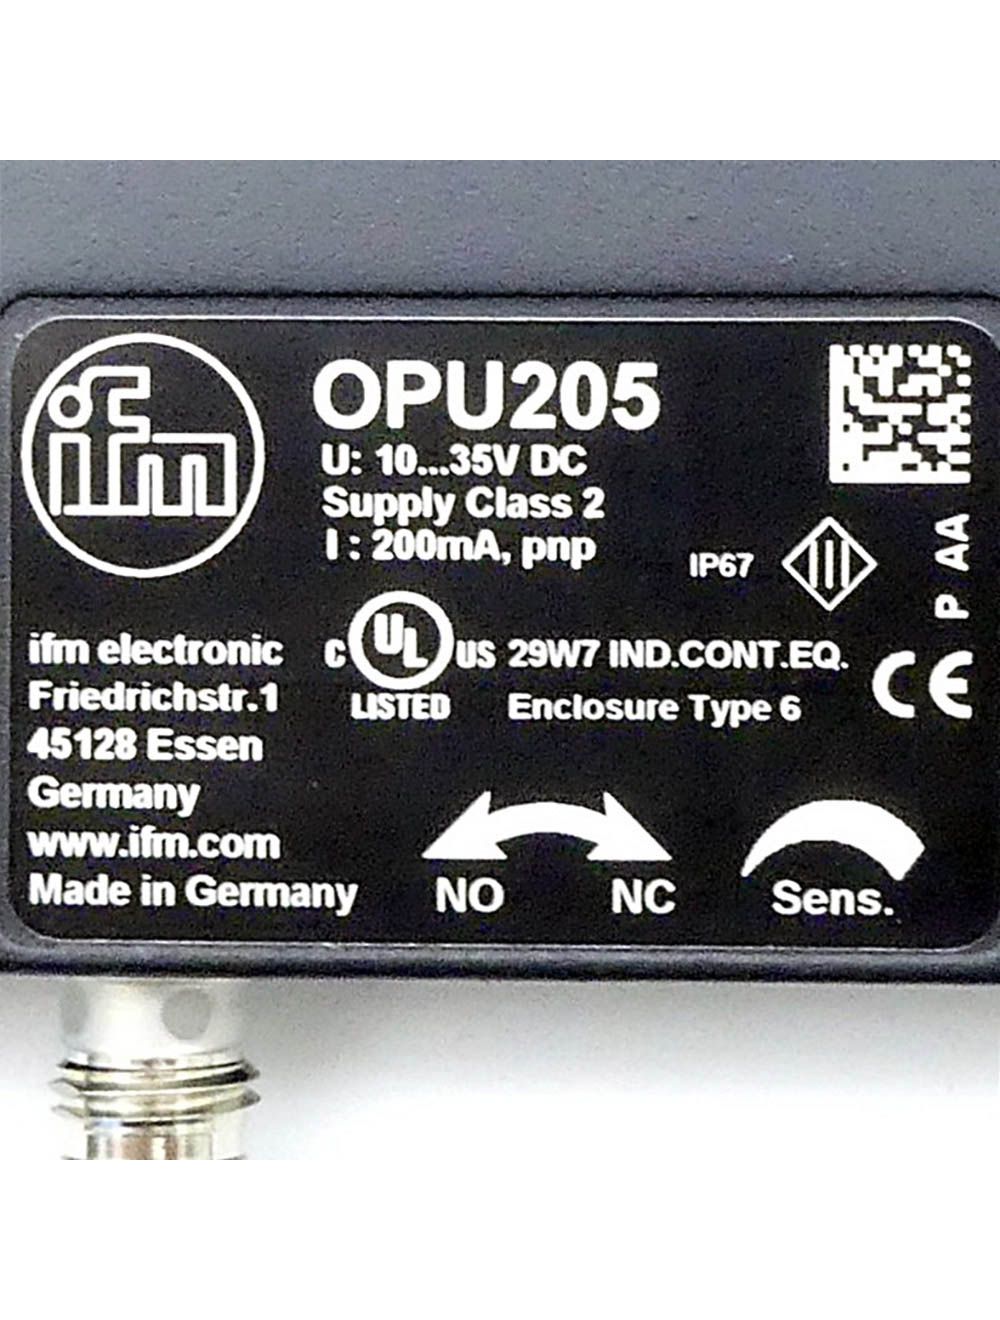 ifm
OPU205
U: 10...35V DC
Supply Class 2
I : 200mA, pnp
IP67
P AA
C UL US 29W7 IND.CONT.EQ.
LISTED Enclosure Type 6
CE
ifm electronic
Friedrichstr.1
45128 Essen
Germany
www.ifm.com
Made in Germany
NO NC Sens.